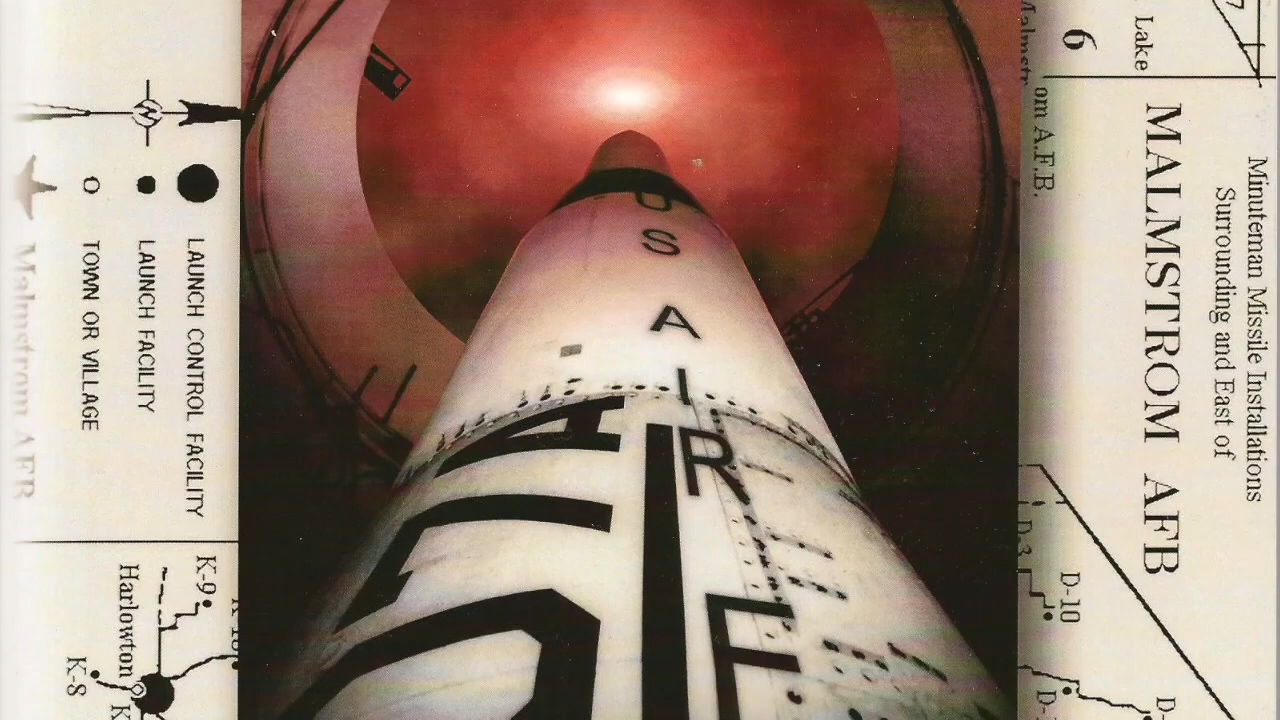 Lake
6
Minuteman Missile Installations
Surrounding and East of
MALMSTROM AFB
om A.F.B.
D-3
D-10
U
S
A
I
R
F
N
LAUNCH CONTROL FACILITY
LAUNCH FACILITY
TOWN OR VILLAGE
Malmstrom AFB
K-9
Harlowton
K-8